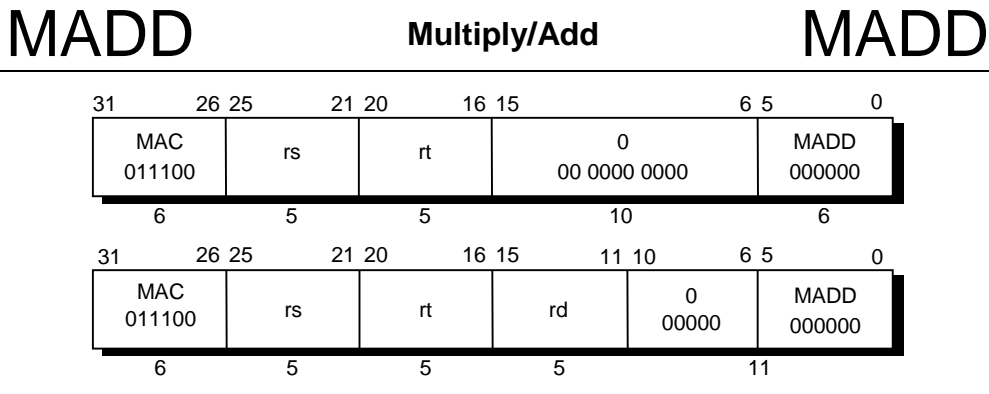 MADD Multiply/Add MADD
31 26 25 21 20 16 15 6 5 0
MAC rs rt 0 MADD
011100 00 0000 0000 000000
6 5 5 10 6
31 26 25 21 20 16 15 11 10 6 5 0
MAC rs rt rd 0 MADD
011100 00000 000000
6 5 5 5 11